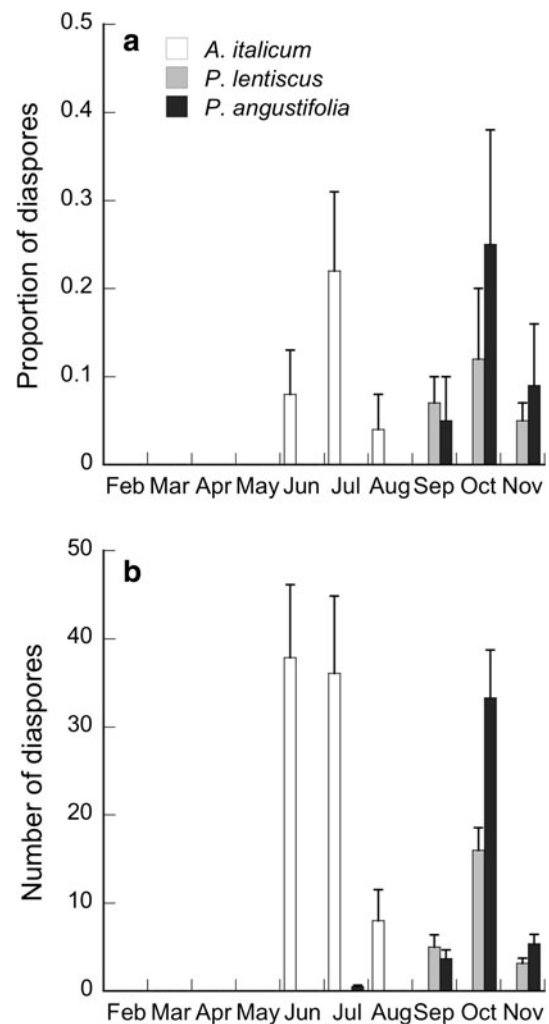 a
A. italicum
P. lentiscus
P. angustifolia
Proportion of diaspores
0.5
0.4
0.3
0.2
0.1
0
Feb Mar Apr May Jun Jul Aug Sep Oct Nov
b
Number of diaspores
50
40
30
20
10
0
Feb Mar Apr May Jun Jul Aug Sep Oct Nov